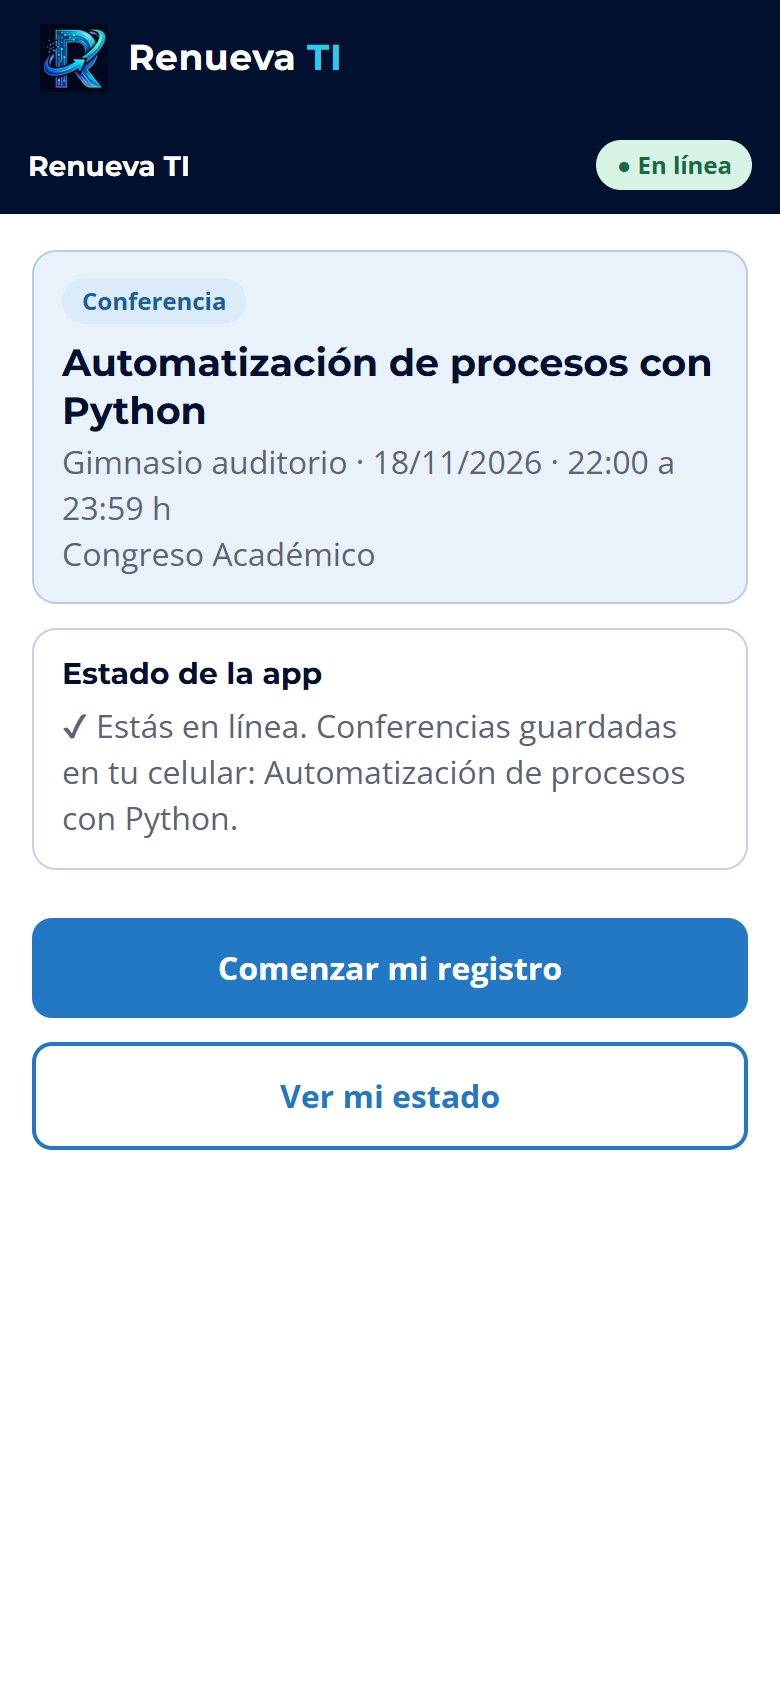 Renueva TI
Renueva TI
● En línea
Conferencia
Automatización de procesos con
Python
Gimnasio auditorio · 18/11/2026 · 22:00 a
23:59 h
Congreso Académico
Estado de la app
✓ Estás en línea. Conferencias guardadas
en tu celular: Automatización de procesos
con Python.
Comenzar mi registro
Ver mi estado